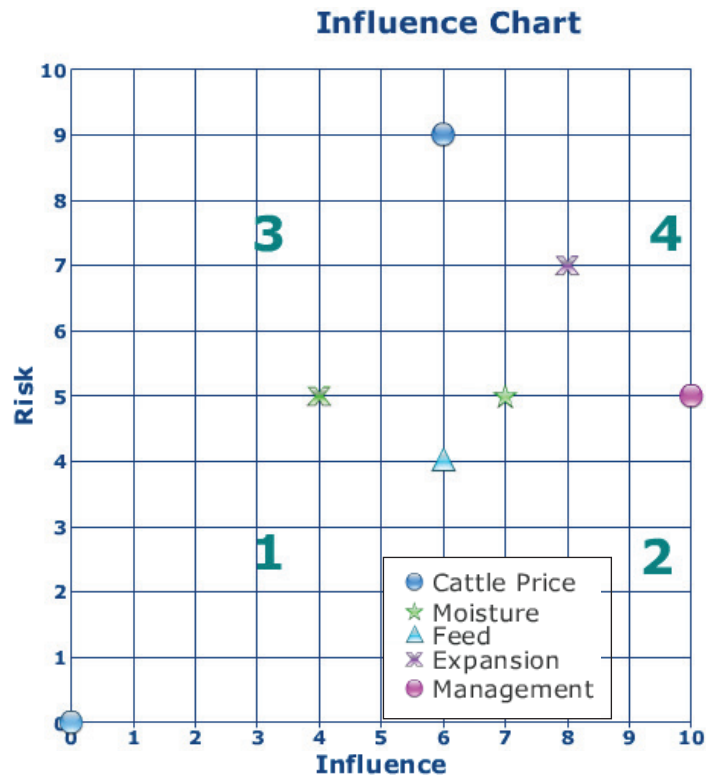 Influence Chart
10
9
8
3
4
7
6
5
4
3
1
2
2
1
0
0 1 2 3 4 5 6 7 8 9 10
Risk
Influence
Cattle Price
Moisture
Feed
Expansion
Management